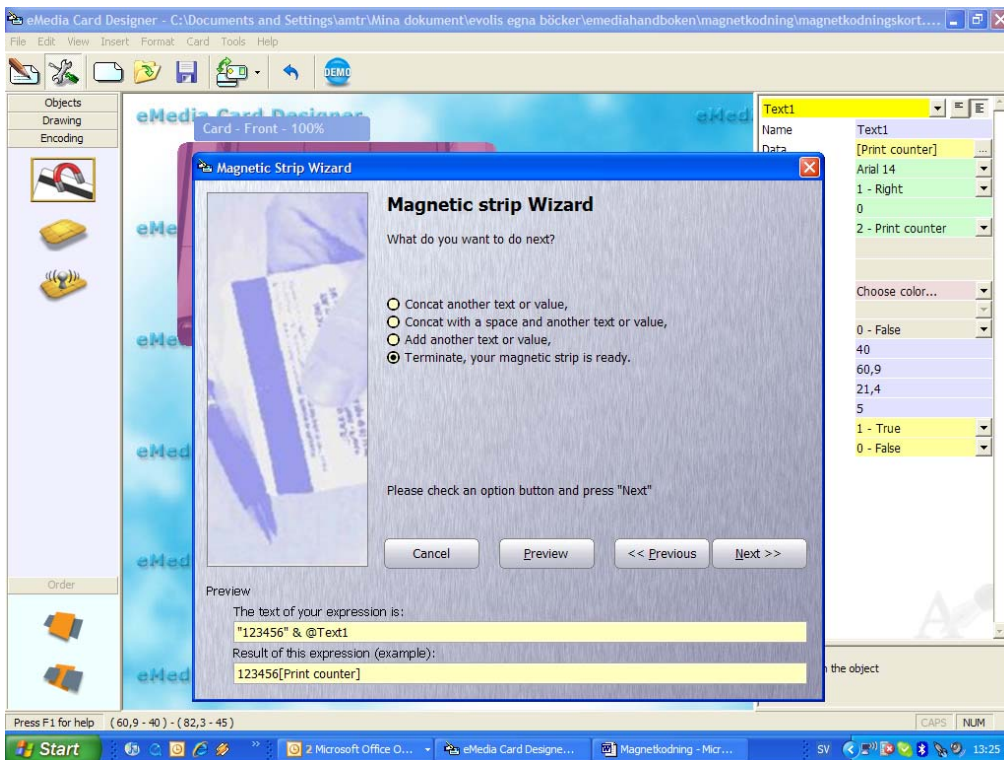 eMedia Card Designer - C:\Documents and Settings\amtr\Mina dokument\evolis egna böcker\emediahandboken\magnetkodning\magnetkodningskort....
File Edit View Insert Format Card Tools Help
DEMO
Objects
Drawing
Encoding
Order
eMedia Card Designer
eMedi
Card - Front - 100%
eMe
eMe
eMed
eMed
eMed
Magnetic Strip Wizard
Magnetic strip Wizard
What do you want to do next?
Concat another text or value,
Concat with a space and another text or value,
Add another text or value,
Terminate, your magnetic strip is ready.
Please check an option button and press "Next"
Cancel Preview << Previous Next >>
Preview
The text of your expression is:
"123456" & @Text1
Result of this expression (example):
123456[Print counter]
Text1
Name Text1
Data [Print counter] ...
Arial 14
1 - Right
0
2 - Print counter
Choose color...
0 - False
40
60,9
21,4
5
1 - True
0 - False
the object
Press F1 for help (60,9 - 40) - (82,3 - 45) CAPS NUM
Start 2 Microsoft Office O... eMedia Card Designe... Magnetkodning - Micr... SV 13:25